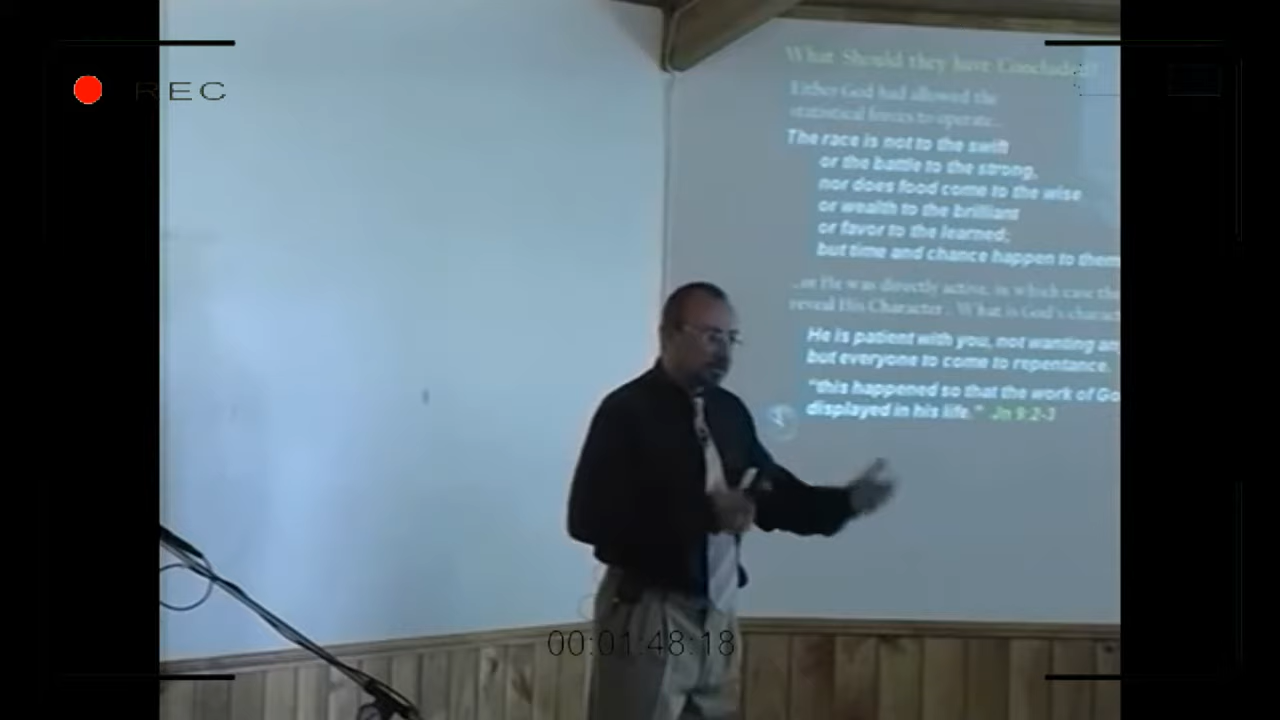 REC
What Should they have Concluded?
Either God had allowed the
statistical forces to operate...
The race is not to the swift
or the battle to the strong,
nor does food come to the wise
or wealth to the brilliant
or favor to the learned;
but time and chance happen to them
...or He was directly active, in which case the
reveal His Character. What is God's charact
He is patient with you, not wanting an
but everyone to come to repentance.
"this happened so that the work of Go
displayed in his life." Jn 9:2-3
00:01:48:18